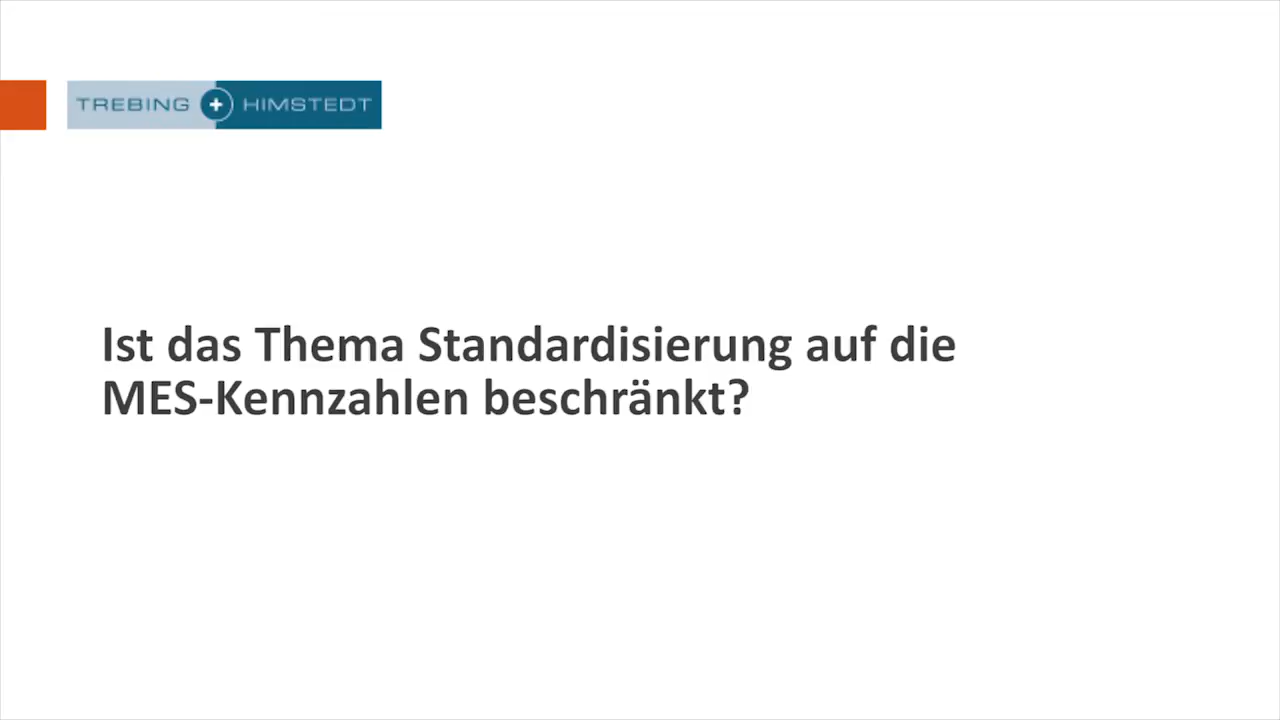 TREBING + HIMSTEDT
Ist das Thema Standardisierung auf die
MES-Kennzahlen beschränkt?